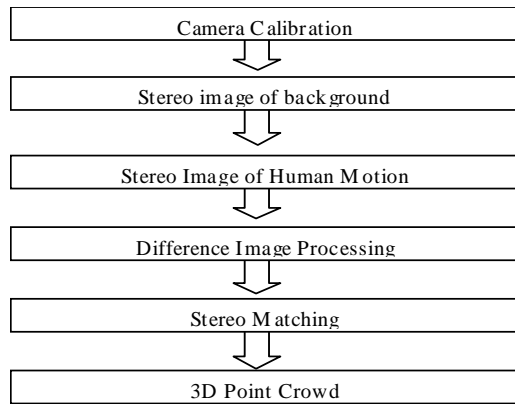 Camera Calibration
Stereo image of background
Stereo Image of Human Motion
Difference Image Processing
Stereo Matching
3D Point Crowd